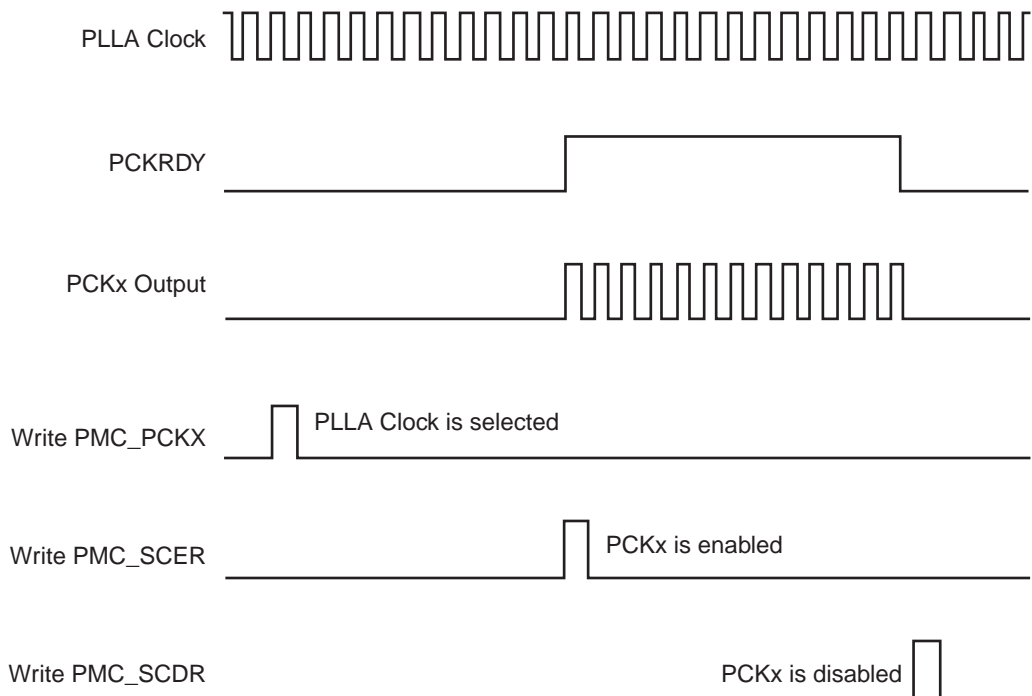 PLLA Clock
PCKRDY
PCKx Output
Write PMC_PCKX
PLLA Clock is selected
Write PMC_SCER
PCKx is enabled
Write PMC_SCDR
PCKx is disabled